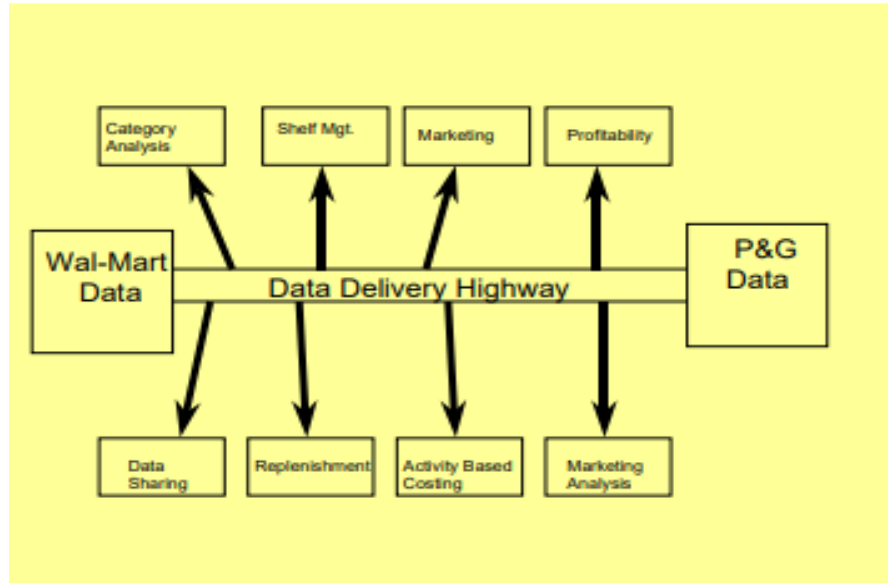 Category
Analysis
Shelf Mgt.
Marketing
Profitability
Wal-Mart
Data
Data Delivery Highway
P&G
Data
Data
Sharing
Replenishment
Activity Based
Costing
Marketing
Analysis